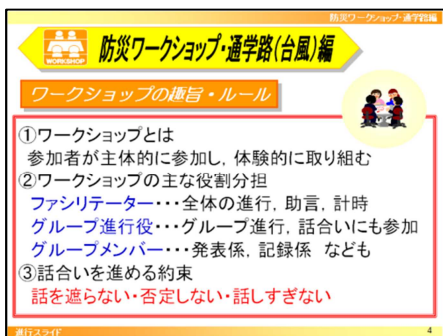 防災ワークショップ・通学路編
WORKSHOP
防災ワークショップ・通学路(台風)編
ワークショップの趣旨・ルール
①ワークショップとは
参加者が主体的に参加し，体験的に取り組む
②ワークショップの主な役割分担
ファシリテーター・・・全体の進行，助言，計時
グループ進行役・・・グループ進行，話合いにも参加
グループメンバー・・・発表係，記録係 なども
③話合いを進める約束
話を遮らない・否定しない・話しすぎない
進行スライド
4